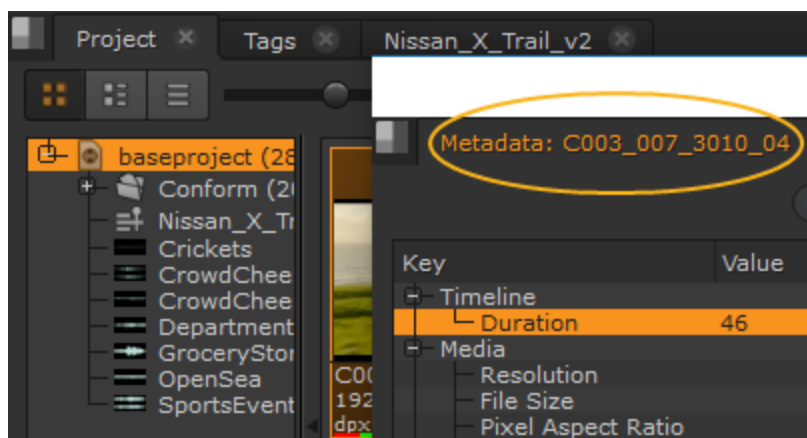 Project
Tags
Nissan_X_Trail_v2
Metadata: C003_007_3010_04
baseproject (28
Conform (20
Nissan_X_Tr
Crickets
CrowdChee
CrowdChee
Department
GroceryStor
OpenSea
SportsEvent
C00
192
dpx
Key Value
Timeline
Duration 46
Media
Resolution
File Size
Pixel Aspect Ratio